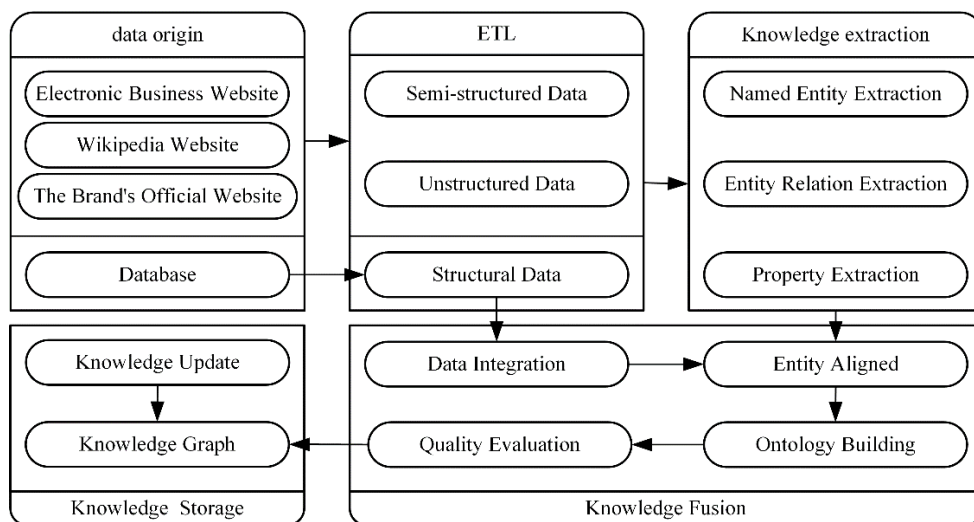 data origin
Electronic Business Website
Wikipedia Website
The Brand's Official Website
Database
ETL
Semi-structured Data
Unstructured Data
Structural Data
Knowledge extraction
Named Entity Extraction
Entity Relation Extraction
Property Extraction
Knowledge Update
Knowledge Graph
Knowledge Storage
Data Integration
Entity Aligned
Quality Evaluation
Ontology Building
Knowledge Fusion